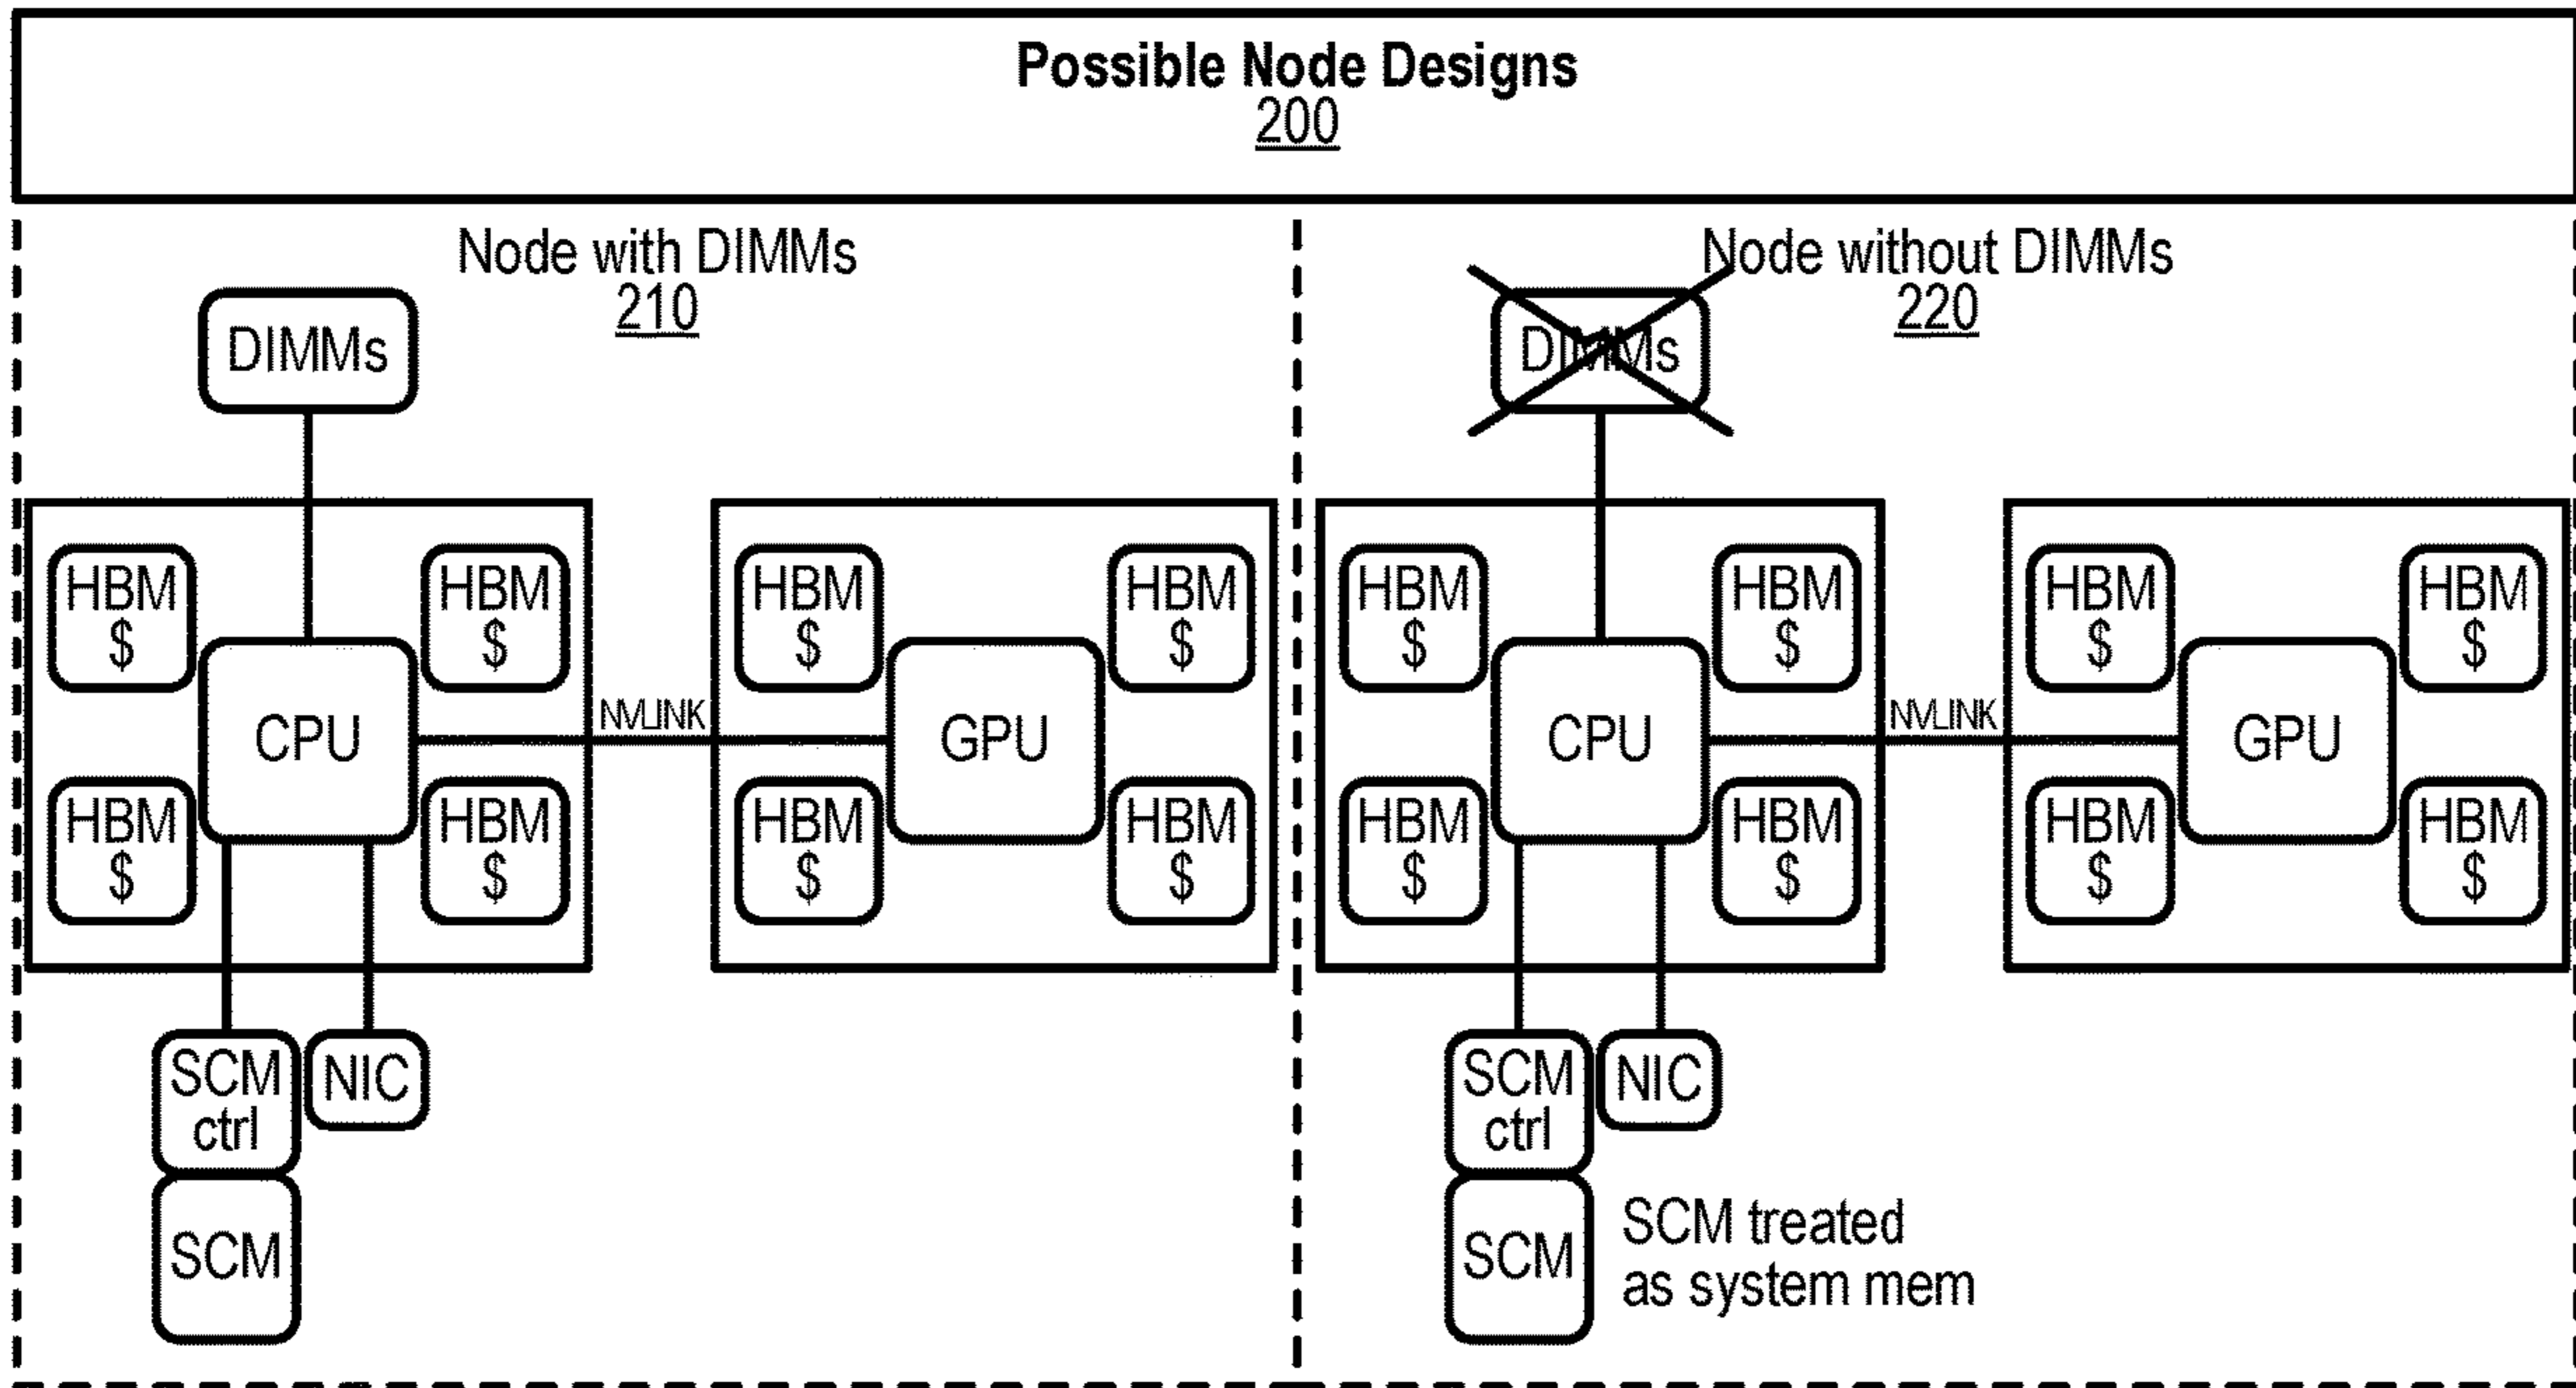 Possible Node Designs
200
Node with DIMMs
210
DIMMs
HBM
$
HBM
$
CPU
HBM
$
HBM
$
NVLINK
HBM
$
HBM
$
GPU
HBM
$
HBM
$
SCM
ctrl
NIC
SCM
Node without DIMMs
220
DIMMs
HBM
$
HBM
$
CPU
HBM
$
HBM
$
NVLINK
HBM
$
HBM
$
GPU
HBM
$
HBM
$
SCM
ctrl
NIC
SCM
SCM treated
as system mem